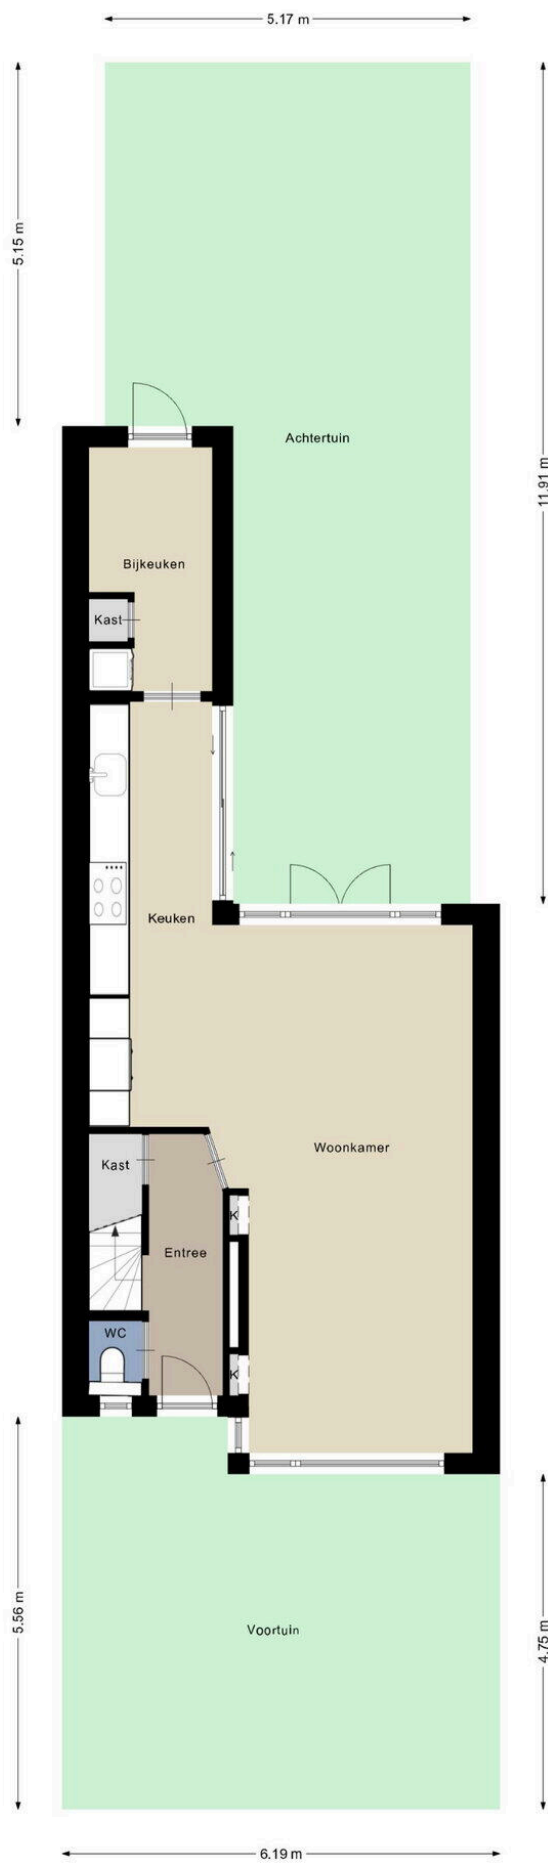 5.17 m
5.15 m
11.91 m
Achtertuin
Bijkeuken
Kast
Keuken
Woonkamer
Kast
K
Entree
WC
K
5.56 m
4.75 m
Voortuin
6.19 m